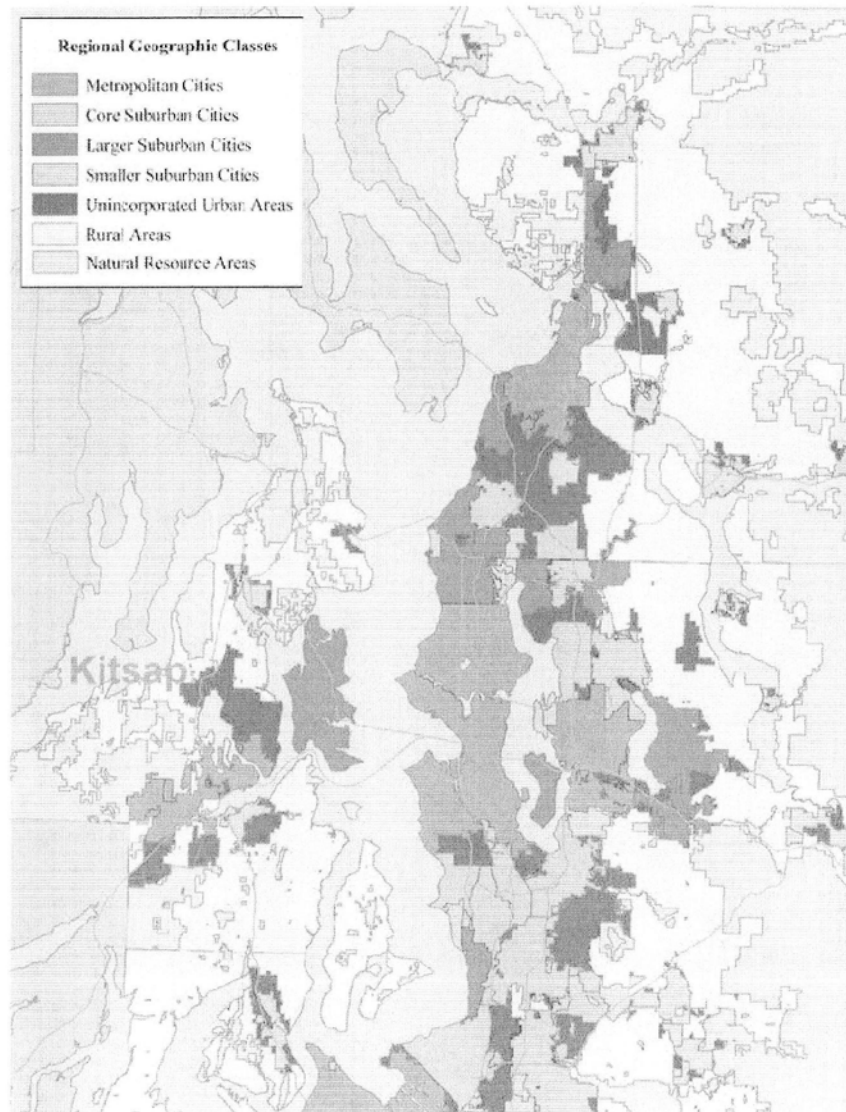 Regional Geographic Classes
Metropolitan Cities
Core Suburban Cities
Larger Suburban Cities
Smaller Suburban Cities
Unincorporated Urban Areas
Rural Areas
Natural Resource Areas
Kitsap